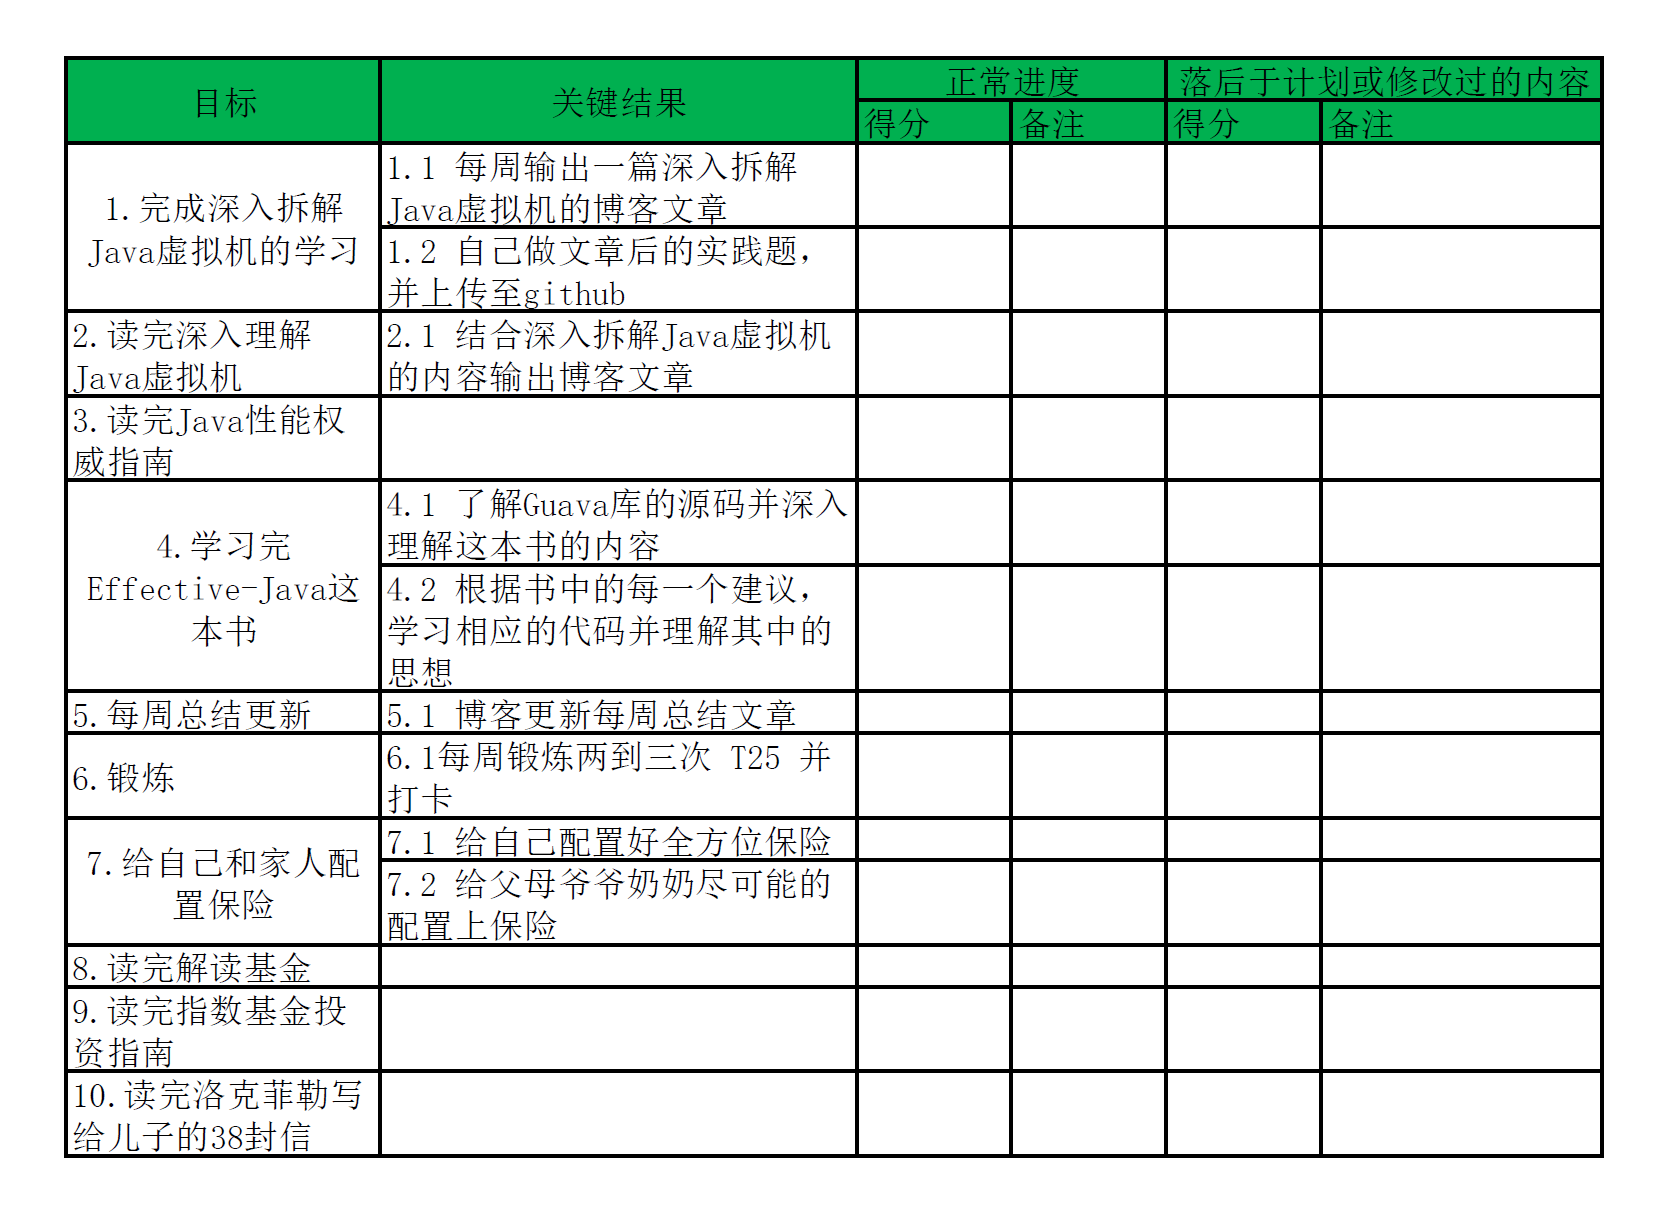 目标
关键结果
正常进度
落后于计划或修改过的内容
得分
备注
得分
备注
1.完成深入拆解
Java虚拟机的学习
1.1 每周输出一篇深入拆解
Java虚拟机的博客文章
1.2 自己做文章后的实践题，
并上传至github
2.读完深入理解
Java虚拟机
2.1 结合深入拆解Java虚拟机
的内容输出博客文章
3.读完Java性能权
威指南
4.学习完
Effective-Java这
本书
4.1 了解Guava库的源码并深入
理解这本书的内容
4.2 根据书中的每一个建议，
学习相应的代码并理解其中的
思想
5.每周总结更新
5.1 博客更新每周总结文章
6.锻炼
6.1每周锻炼两到三次 T25 并
打卡
7.给自己和家人配
置保险
7.1 给自己配置好全方位保险
7.2 给父母爷爷奶奶尽可能的
配置上保险
8.读完解读基金
9.读完指数基金投
资指南
10.读完洛克菲勒写
给儿子的38封信